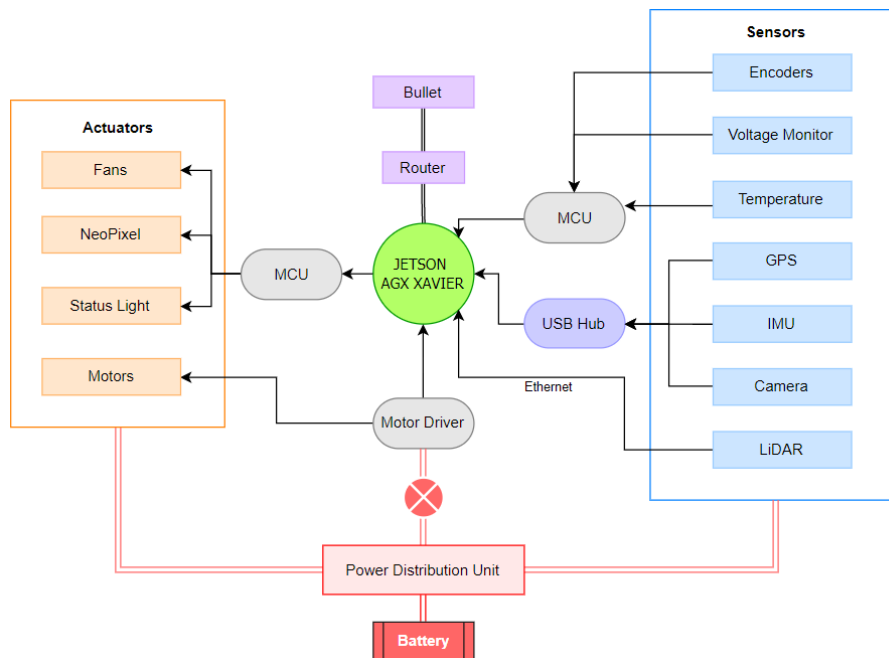 Sensors
Encoders
Bullet
Actuators
Voltage Monitor
Fans
Router
Temperature
MCU
NeoPixel
GPS
JETSON
AGX XAVIER
MCU
Status Light
USB Hub
IMU
Motors
Ethernet
Camera
Motor Driver
LiDAR
Power Distribution Unit
Battery